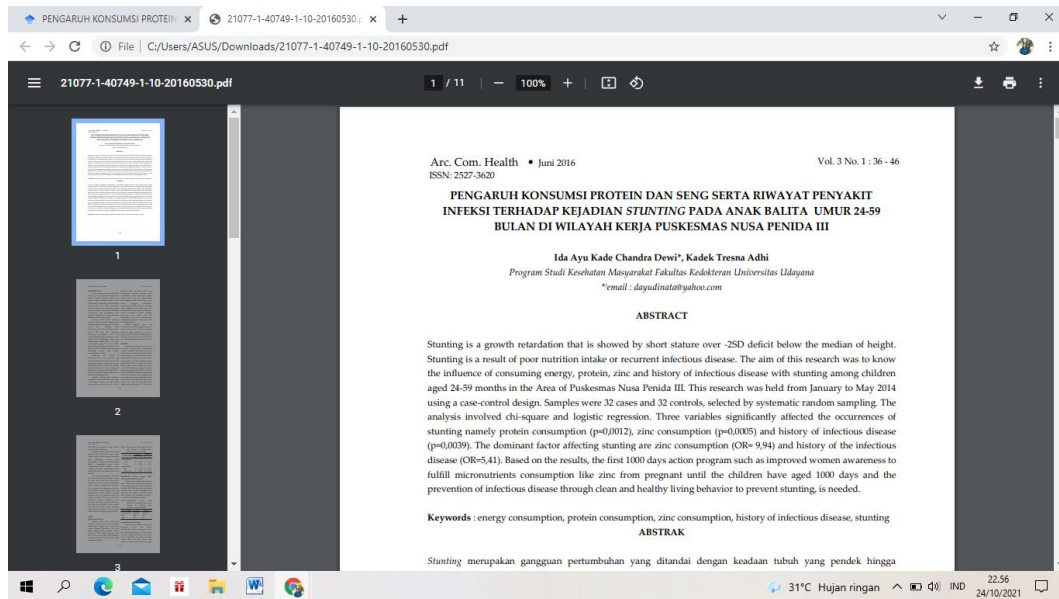 PENGARUH KONSUMSI PROTEIN
21077-1-40749-1-10-20160530.p
File | C:/Users/ASUS/Downloads/21077-1-40749-1-10-20160530.pdf
21077-1-40749-1-10-20160530.pdf
1 / 11
100%
1
2
3
Arc. Com. Health • Juni 2016
Vol. 3 No. 1 : 36 - 46
ISSN: 2527-3620
PENGARUH KONSUMSI PROTEIN DAN SENG SERTA RIWAYAT PENYAKIT
INFEKSI TERHADAP KEJADIAN STUNTING PADA ANAK BALITA UMUR 24-59
BULAN DI WILAYAH KERJA PUSKESMAS NUSA PENIDA III
Ida Ayu Kade Chandra Dewi*, Kadek Tresna Adhi
Program Studi Kesehatan Masyarakat Fakultas Kedokteran Universitas Udayana
*email : dayudinata@yahoo.com
ABSTRACT
Stunting is a growth retardation that is showed by short stature over -2SD deficit below the median of height.
Stunting is a result of poor nutrition intake or recurrent infectious disease. The aim of this research was to know
the influence of consuming energy, protein, zinc and history of infectious disease with stunting among children
aged 24-59 months in the Area of Puskesmas Nusa Penida III. This research was held from January to May 2014
using a case-control design. Samples were 32 cases and 32 controls, selected by systematic random sampling. The
analysis involved chi-square and logistic regression. Three variables significantly affected the occurrences of
stunting namely protein consumption (p=0,0012), zinc consumption (p=0,0005) and history of infectious disease
(p=0,0039). The dominant factor affecting stunting are zinc consumption (OR= 9,94) and history of the infectious
disease (OR=5,41). Based on the results, the first 1000 days action program such as improved women awareness to
fulfill micronutrients consumption like zinc from pregnant until the children have aged 1000 days and the
prevention of infectious disease through clean and healthy living behavior to prevent stunting, is needed.
Keywords : energy consumption, protein consumption, zinc consumption, history of infectious disease, stunting
ABSTRAK
Stunting merupakan gangguan pertumbuhan yang ditandai dengan keadaan tubuh yang pendek hingga
31°C Hujan ringan
IND
22.56
24/10/2021